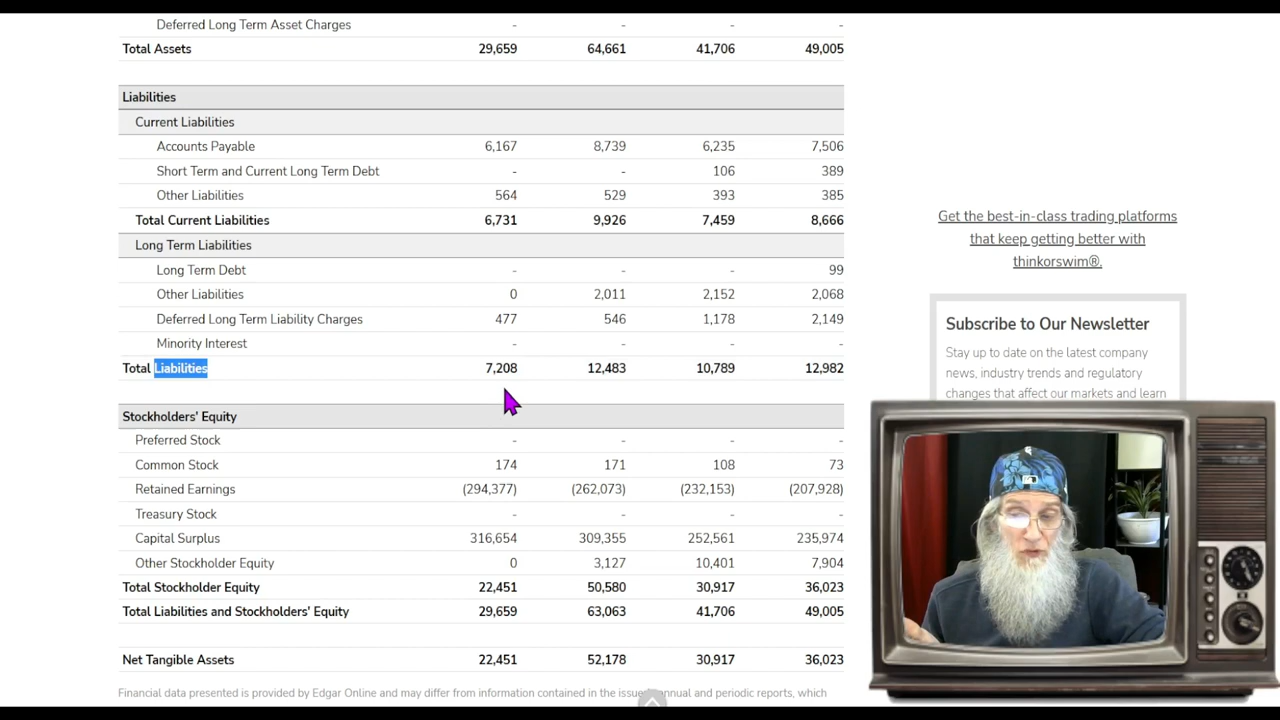 Deferred Long Term Asset Charges - - - -
Total Assets 29,659 64,661 41,706 49,005
Liabilities
Current Liabilities
Accounts Payable 6,167 8,739 6,235 7,506
Short Term and Current Long Term Debt - - 106 389
Other Liabilities 564 529 393 385
Total Current Liabilities 6,731 9,926 7,459 8,666
Long Term Liabilities
Long Term Debt - - - 99
Other Liabilities 0 2,011 2,152 2,068
Deferred Long Term Liability Charges 477 546 1,178 2,149
Minority Interest - - - -
Total Liabilities 7,208 12,483 10,789 12,982
Stockholders' Equity
Preferred Stock - - - -
Common Stock 174 171 108 73
Retained Earnings (294,377) (262,073) (232,153) (207,928)
Treasury Stock - - - -
Capital Surplus 316,654 309,355 252,561 235,974
Other Stockholder Equity 0 3,127 10,401 7,904
Total Stockholder Equity 22,451 50,580 30,917 36,023
Total Liabilities and Stockholders' Equity 29,659 63,063 41,706 49,005
Net Tangible Assets 22,451 52,178 30,917 36,023
Financial data presented is provided by Edgar Online and may differ from information contained in the annual and periodic reports, which
Get the best-in-class trading platforms
that keep getting better with
thinkorswim®.
Subscribe to Our Newsletter
Stay up to date on the latest company
news, industry trends and regulatory
changes that affect our markets and learn